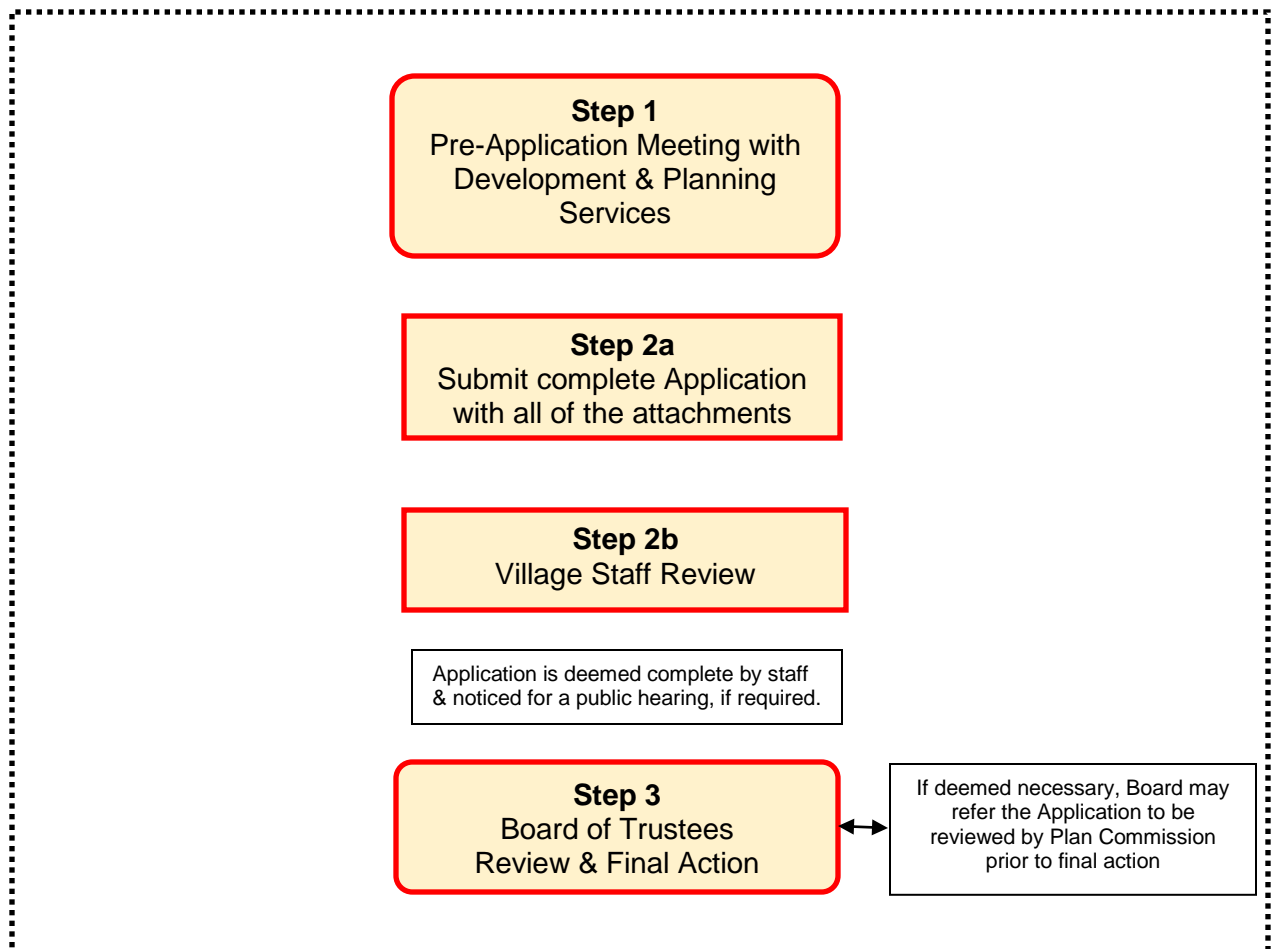 Step 1
Pre-Application Meeting with
Development & Planning
Services
Step 2a
Submit complete Application
with all of the attachments
Step 2b
Village Staff Review
Application is deemed complete by staff
& noticed for a public hearing, if required.
Step 3
Board of Trustees
Review & Final Action
If deemed necessary, Board may
refer the Application to be
reviewed by Plan Commission
prior to final action